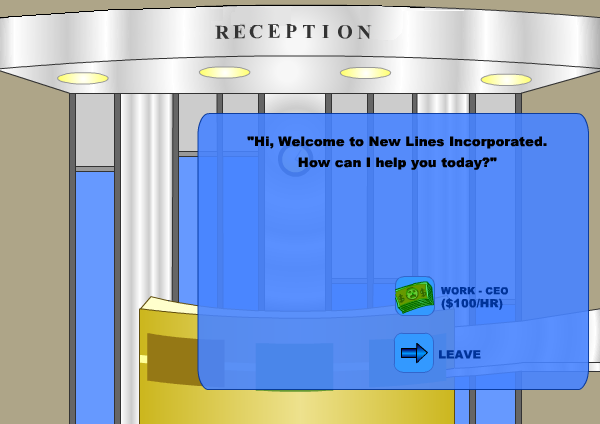 RECEPTION
"Hi, Welcome to New Lines Incorporated.
How can I help you today?"
WORK - CEO
($100/HR)
LEAVE